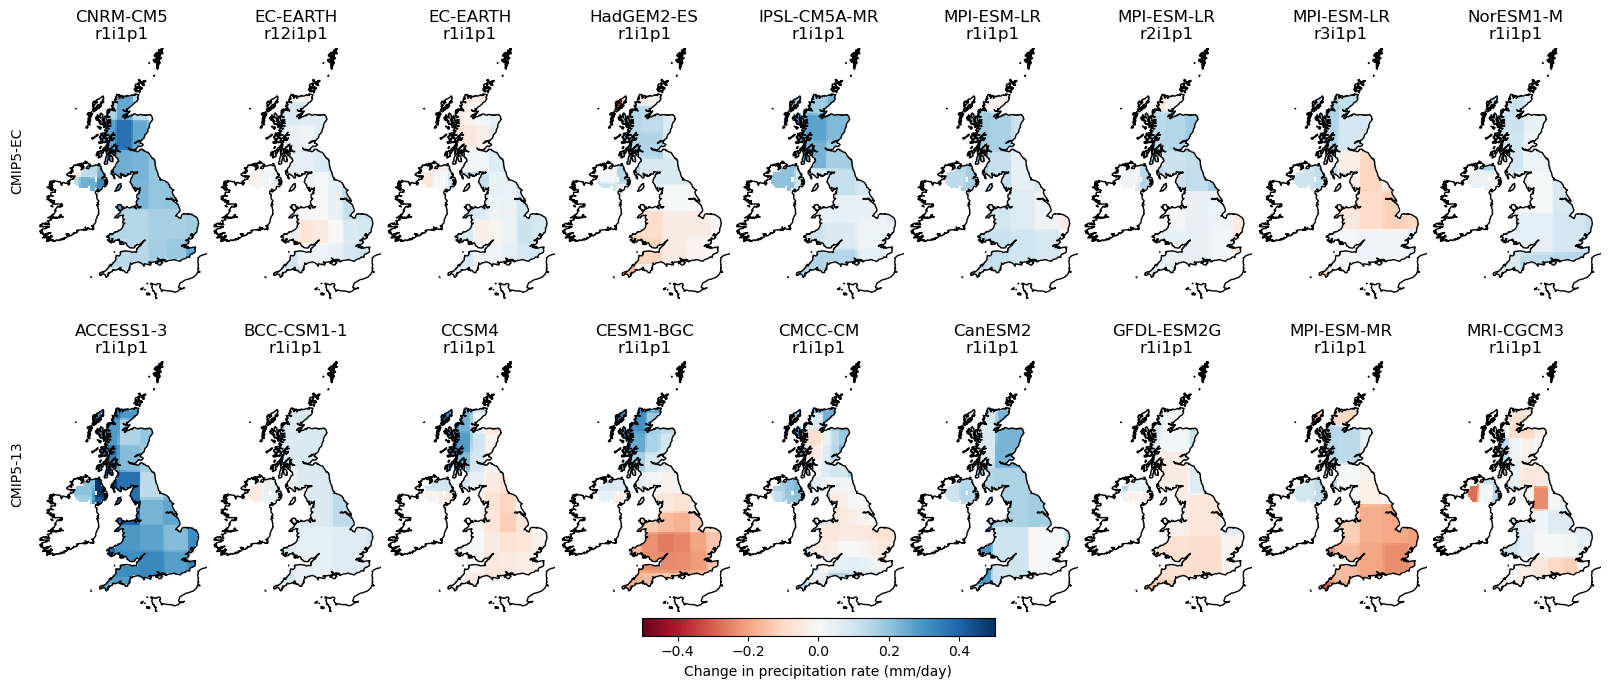 CNRM-CM5 EC-EARTH EC-EARTH HadGEM2-ES IPSL-CM5A-MR MPI-ESM-LR MPI-ESM-LR MPI-ESM-LR NorESM1-M
r1i1p1 r12i1p1 r1i1p1 r1i1p1 r1i1p1 r1i1p1 r2i1p1 r3i1p1 r1i1p1
CMIP5-EC
ACCESS1-3 BCC-CSM1-1 CCSM4 CESM1-BGC CMCC-CM CanESM2 GFDL-ESM2G MPI-ESM-MR MRI-CGCM3
r1i1p1 r1i1p1 r1i1p1 r1i1p1 r1i1p1 r1i1p1 r1i1p1 r1i1p1 r1i1p1
CMIP5-13
−0.4 −0.2 0.0 0.2 0.4
Change in precipitation rate (mm/day)